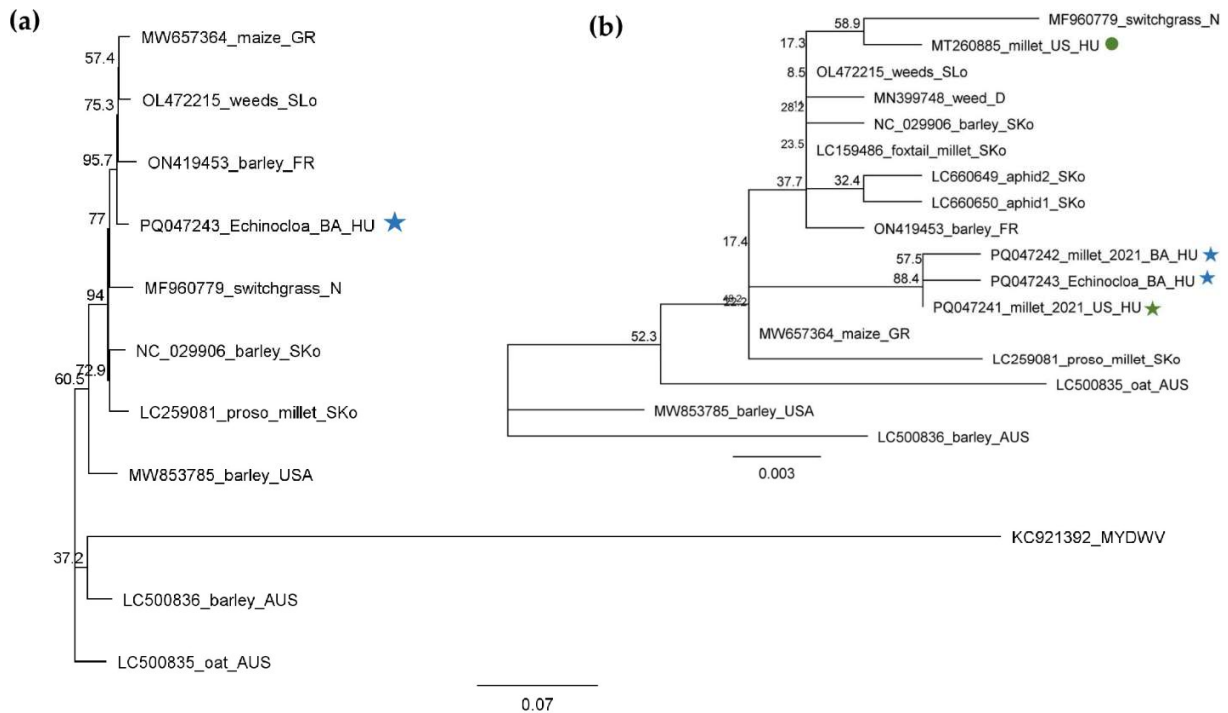 (a)
MW657364_maize_GR
57.4
OL472215_weeds_SLo
75.3
ON419453_barley_FR
95.7
PQ047243_Echinocloa_BA_HU
77
MF960779_switchgrass_N
94
NC_029906_barley_SKo
72.9
60.5
LC259081_proso_millet_SKo
MW853785_barley_USA
KC921392_MYDWV
37.2
LC500836_barley_AUS
LC500835_oat_AUS
0.07
(b)
MF960779_switchgrass_N
58.9
MT260885_millet_US_HU
17.3
OL472215_weeds_SLo
8.5
MN399748_weed_D
NC_029906_barley_SKo
23.5
LC159486_foxtail_millet_SKo
LC660649_aphid2_SKo
32.4
37.7
LC660650_aphid1_SKo
ON419453_barley_FR
17.4
PQ047242_millet_2021_BA_HU
57.5
PQ047243_Echinocloa_BA_HU
88.4
PQ047241_millet_2021_US_HU
MW657364_maize_GR
52.3
LC259081_proso_millet_SKo
LC500835_oat_AUS
MW853785_barley_USA
LC500836_barley_AUS
0.003